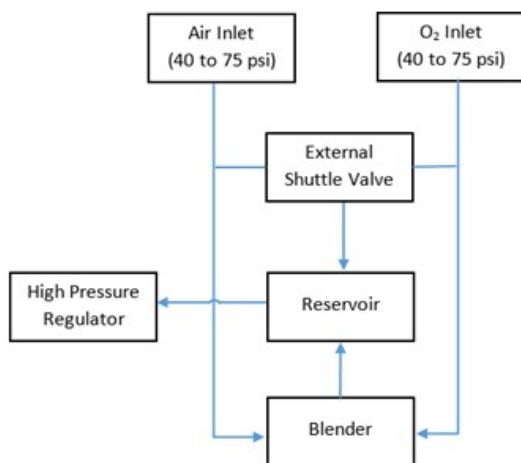 Air Inlet
(40 to 75 psi)
O₂ Inlet
(40 to 75 psi)
External
Shuttle Valve
High Pressure
Regulator
Reservoir
Blender